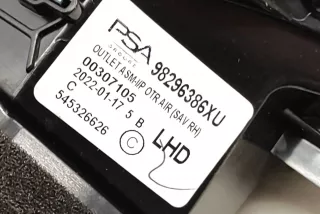 PSA 98296386XU
GROUPE
OUTLET ASM-I/P OTR AIR (SAV RH)
00307105
2022-01-17 5 B
C
545326626
C LHD